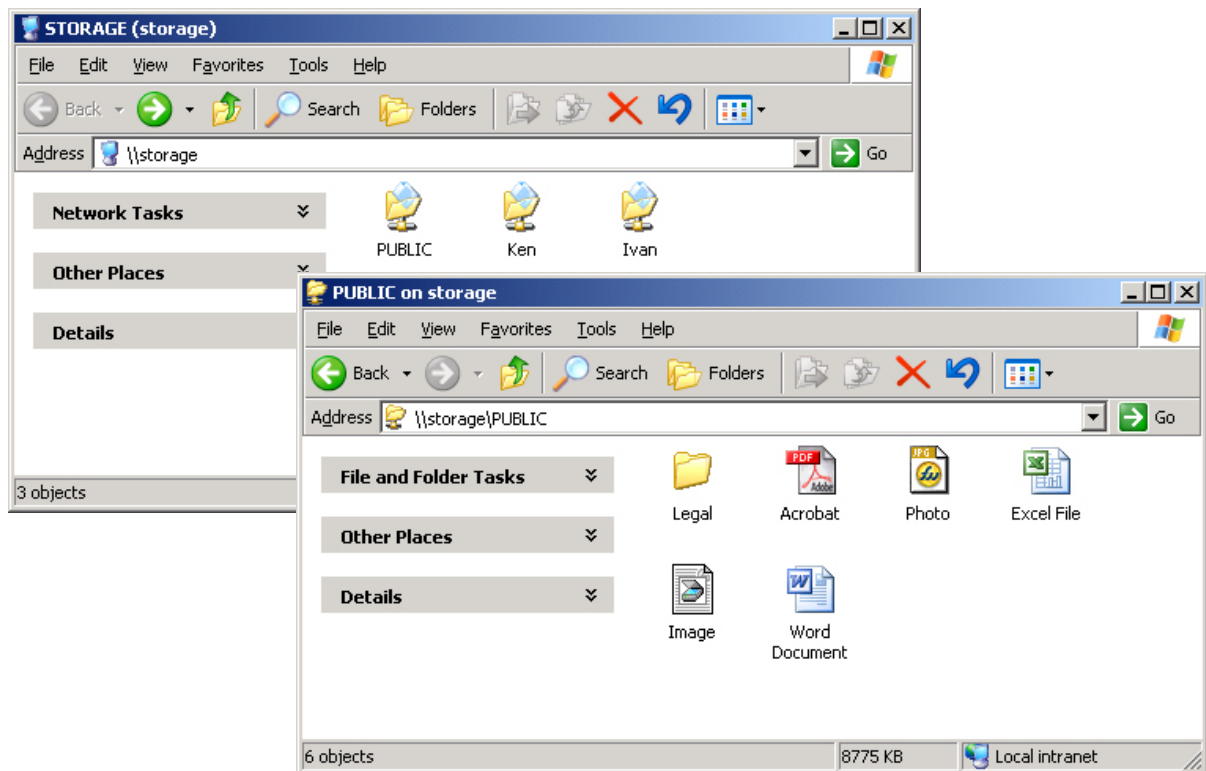 STORAGE (storage)
File Edit View Favorites Tools Help
Back Search Folders
Address \\storage Go
Network Tasks
Other Places
Details
PUBLIC Ken Ivan
3 objects
PUBLIC on storage
File Edit View Favorites Tools Help
Back Search Folders
Address \\storage\PUBLIC Go
File and Folder Tasks
Other Places
Details
PDF
Adobe
JPG
Legal Acrobat Photo Excel File
Image Word
Document
6 objects 8775 KB Local intranet